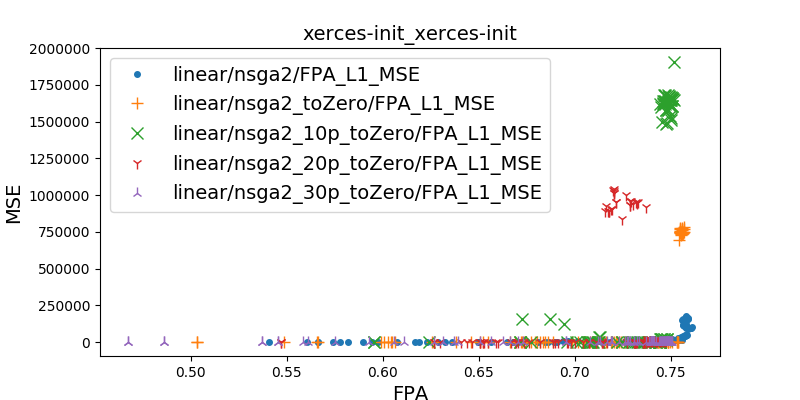 xerces-init_xerces-init
2000000
1750000
1500000
1250000
1000000
750000
500000
250000
0
MSE
linear/nsga2/FPA_L1_MSE
linear/nsga2_toZero/FPA_L1_MSE
linear/nsga2_10p_toZero/FPA_L1_MSE
linear/nsga2_20p_toZero/FPA_L1_MSE
linear/nsga2_30p_toZero/FPA_L1_MSE
0.50 0.55 0.60 0.65 0.70 0.75
FPA